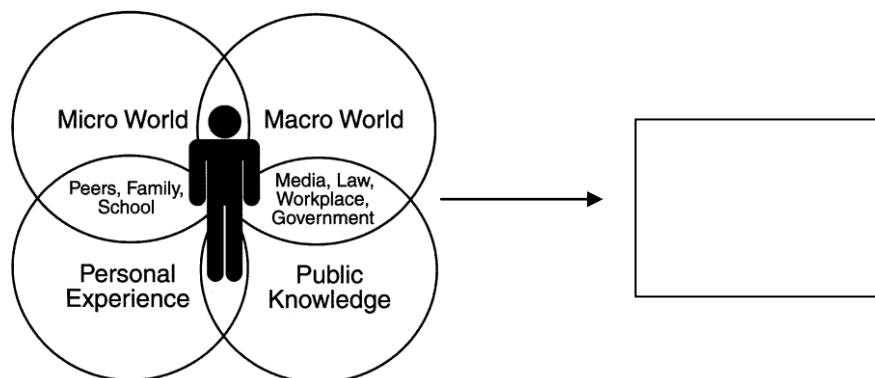 Micro World
Macro World
Peers, Family,
School
Media, Law,
Workplace,
Government
Personal
Experience
Public
Knowledge